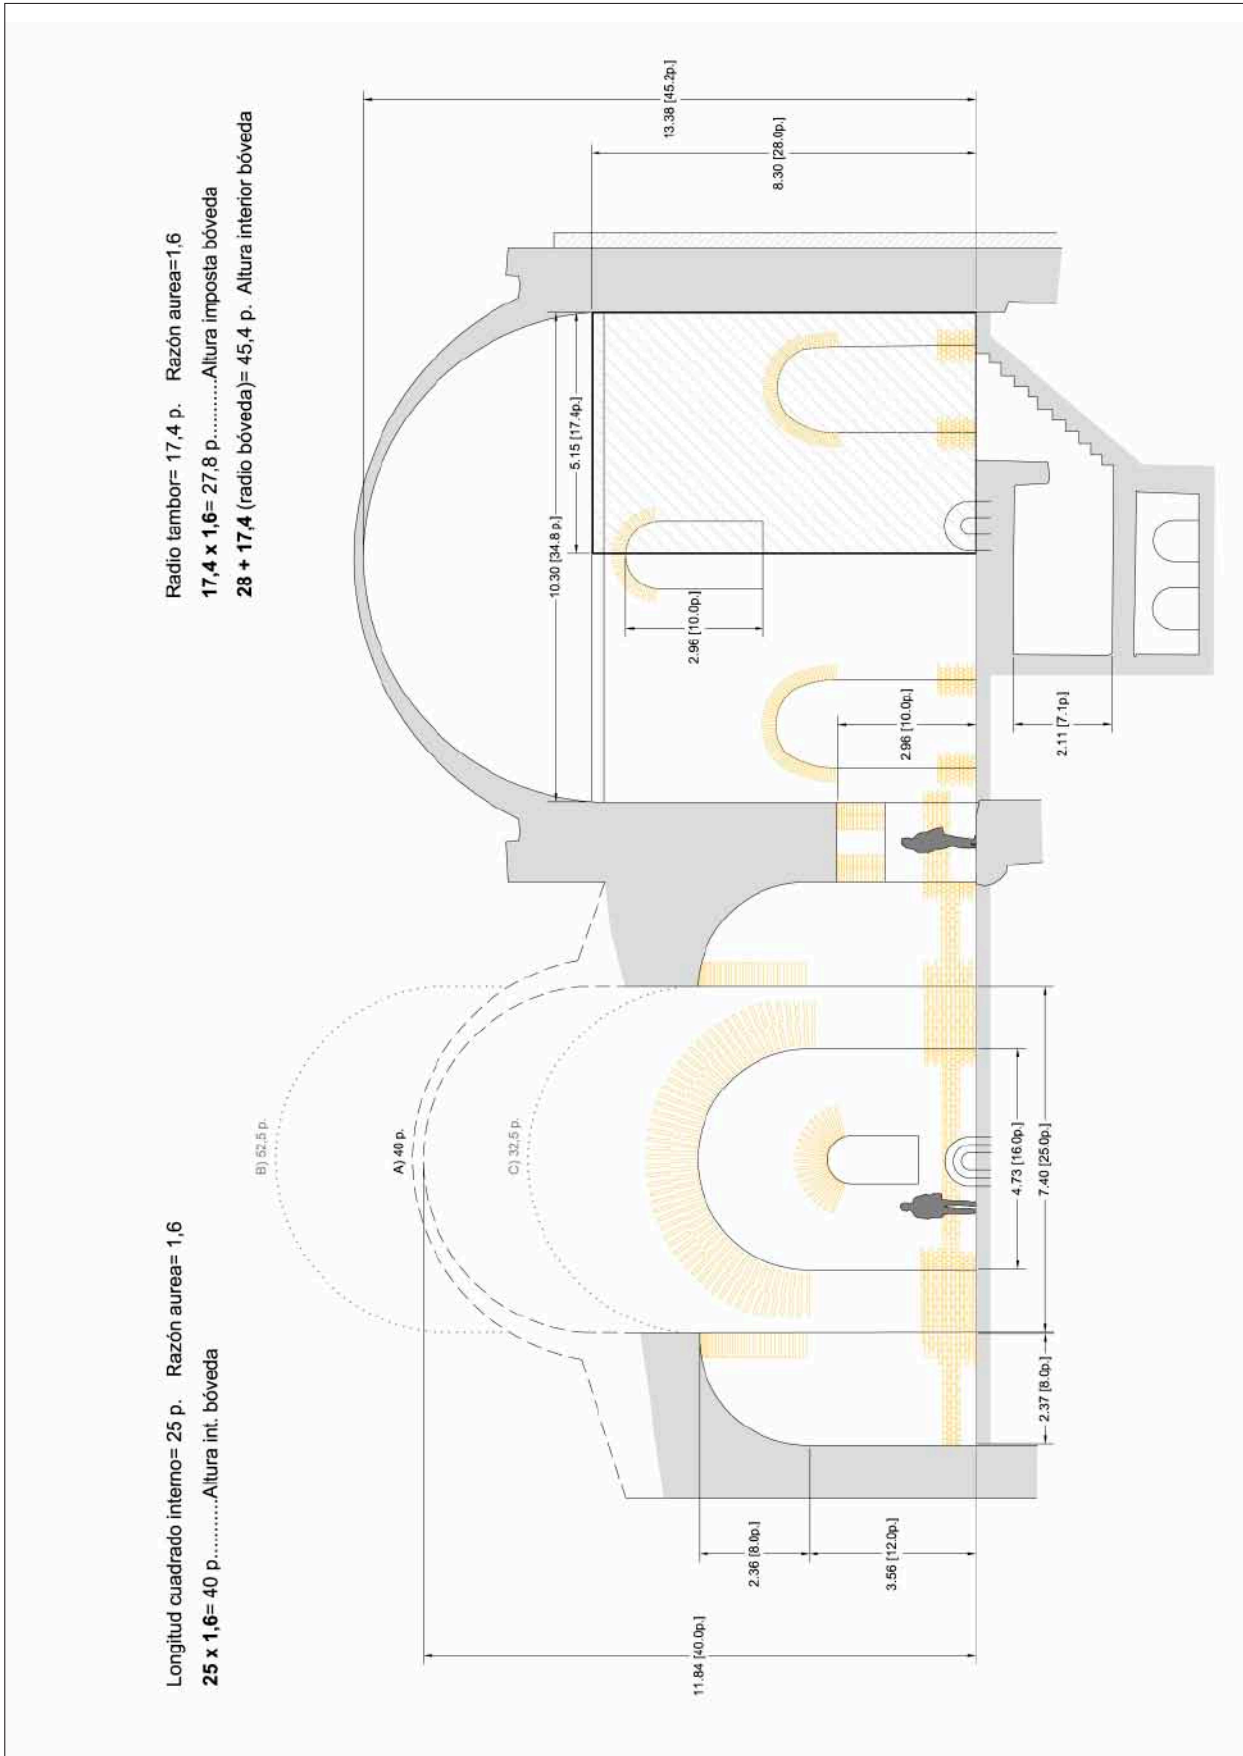 Longitud cuadrado interno= 25 p. Razón aurea= 1,6
25 x 1,6= 40 p..........Altura int. bóveda
Radio tambor= 17,4 p. Razón aurea=1,6
17,4 x 1,6= 27,8 p..........Altura imposta bóveda
28 + 17,4 (radio bóveda)= 45,4 p. Altura interior bóveda
B) 52,5 p.
A) 40 p.
C) 32,5 p.
13.38 [45.2p.]
8.30 [28.0p.]
10.30 [34.8 p.]
5.15 [17.4p.]
2.96 [10.0p.]
2.96 [10.0p.]
2.11 [7.1p]
11.84 [40.0p.]
2.36 [8.0p.]
3.56 [12.0p.]
2.37 [8.0p.]
4.73 [16.0p.]
7.40 [25.0p.]